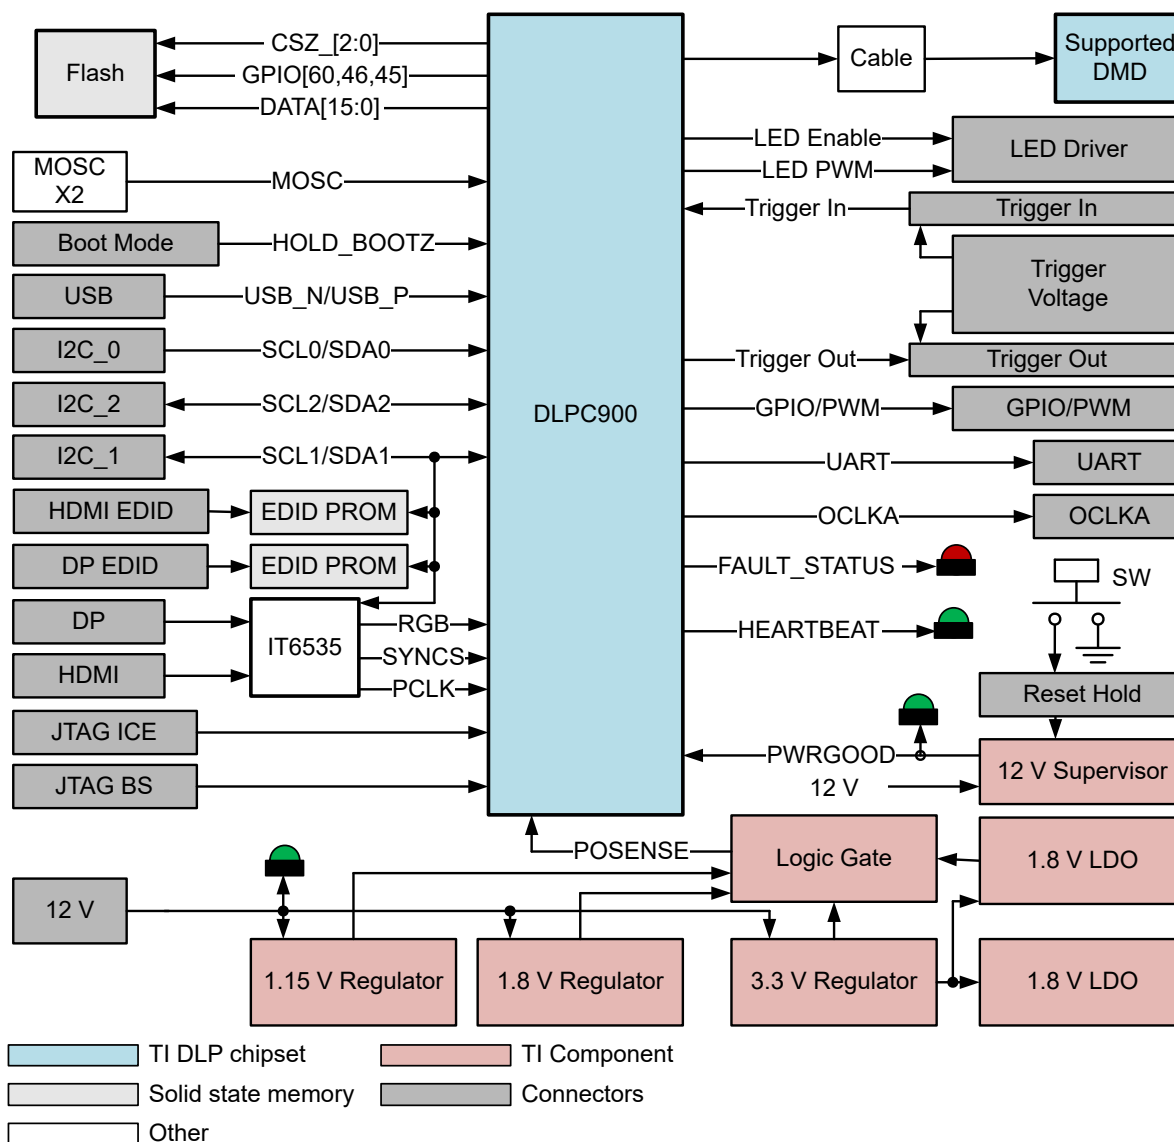 CSZ_[2:0]
Flash
GPIO[60,46,45]
DATA[15:0]
Cable
Supported
DMD
MOSC
X2
MOSC
Boot Mode
HOLD_BOOTZ
USB
USB_N/USB_P
I2C_0
SCL0/SDA0
I2C_2
SCL2/SDA2
I2C_1
SCL1/SDA1
HDMI EDID
EDID PROM
DP EDID
EDID PROM
DP
HDMI
IT6535
RGB
SYNCS
PCLK
JTAG ICE
JTAG BS
DLPC900
LED Enable
LED PWM
LED Driver
Trigger In
Trigger In
Trigger
Voltage
Trigger Out
Trigger Out
GPIO/PWM
GPIO/PWM
UART
UART
OCLKA
OCLKA
FAULT_STATUS
HEARTBEAT
SW
Reset Hold
PWRGOOD
12 V
12 V Supervisor
POSENSE
Logic Gate
1.8 V LDO
12 V
1.15 V Regulator
1.8 V Regulator
3.3 V Regulator
1.8 V LDO
TI DLP chipset
TI Component
Solid state memory
Connectors
Other